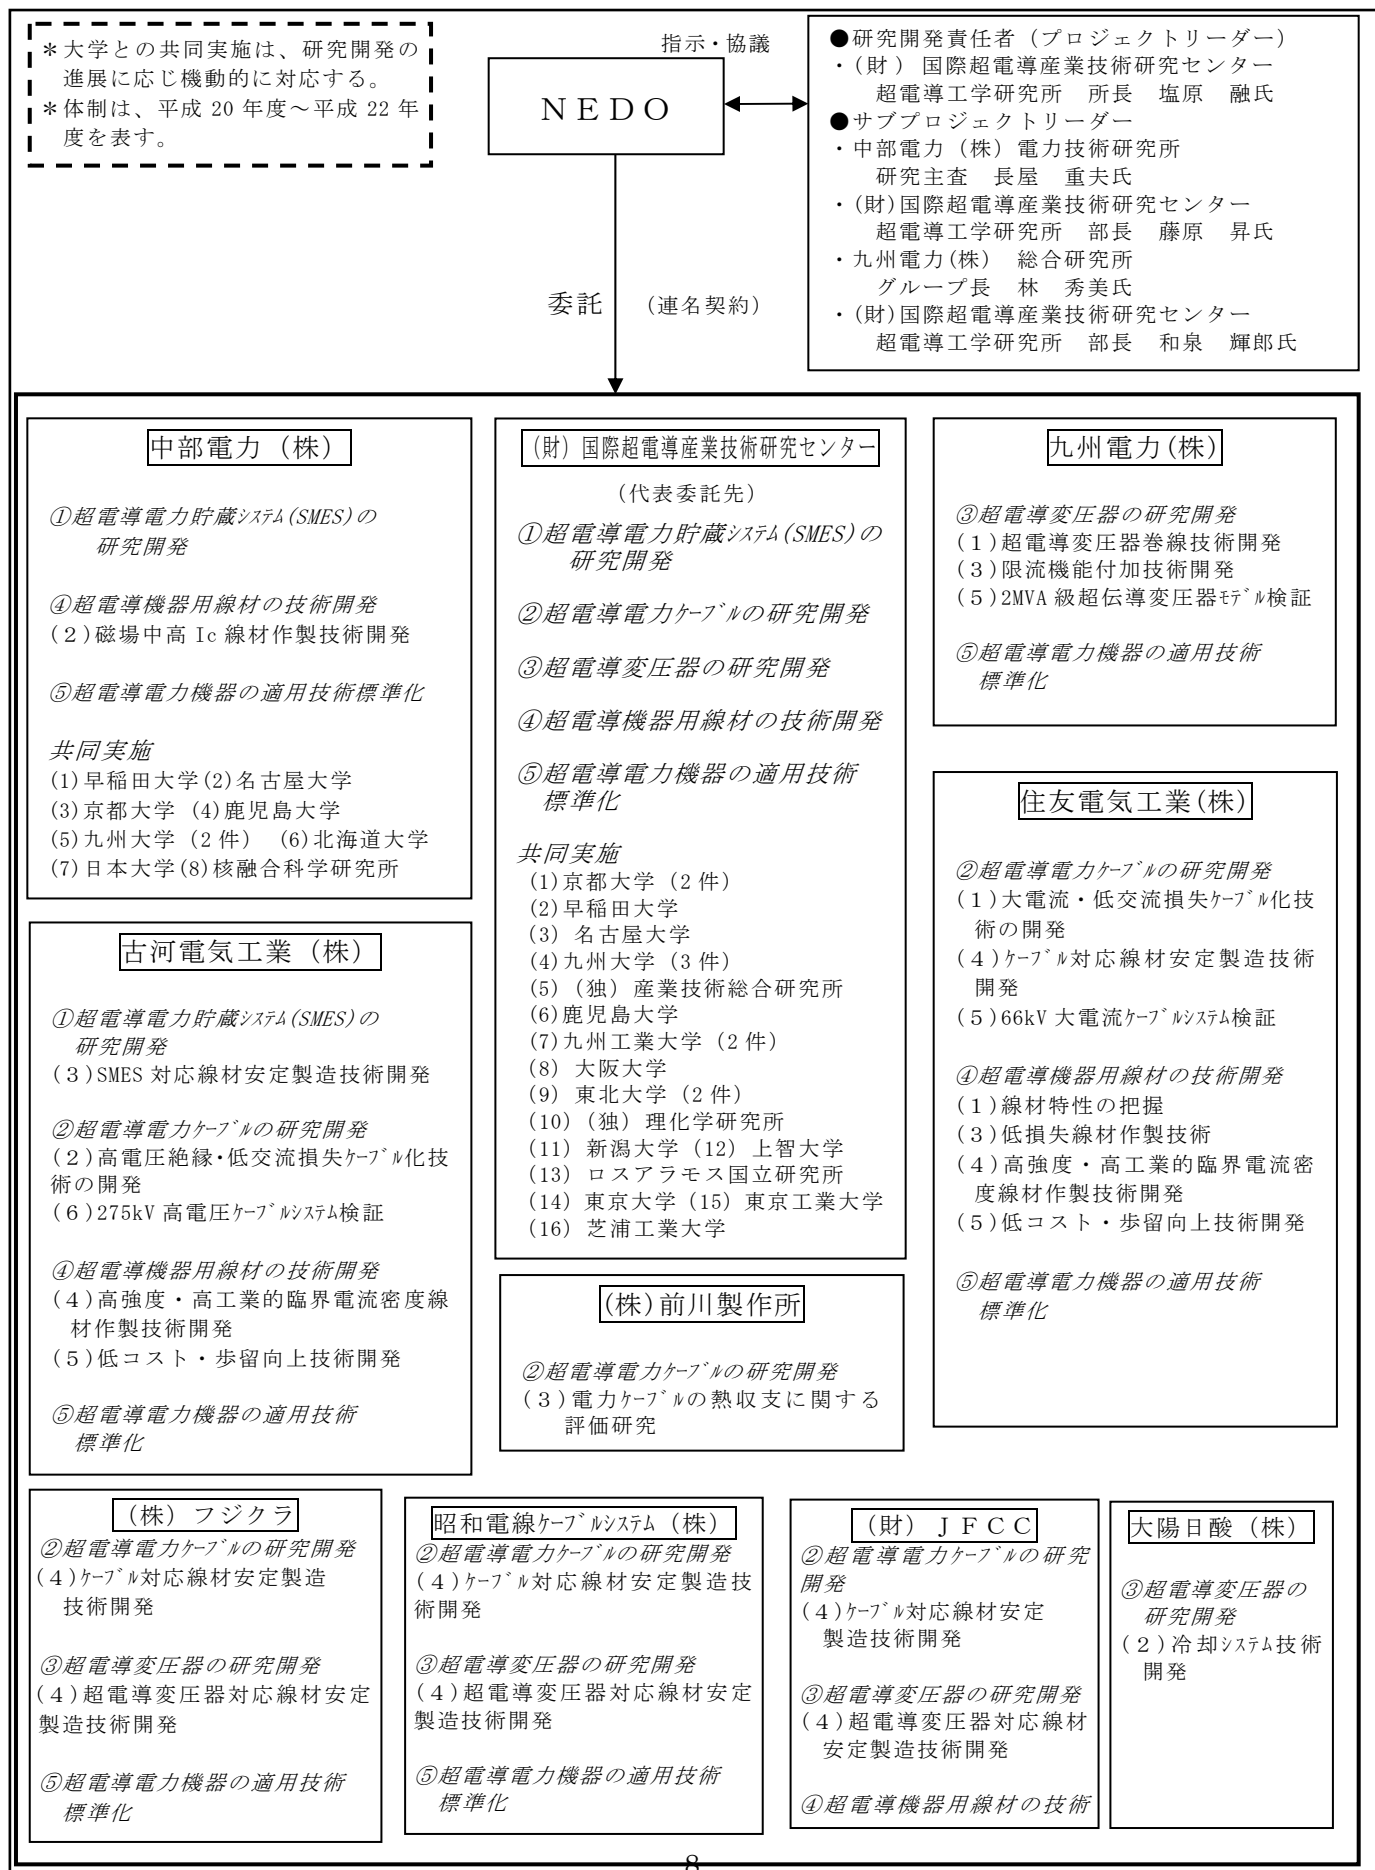 ＊大学との共同実施は、研究開発の
進展に応じ機動的に対応する。
＊体制は、平成 20 年度～平成 22 年
度を表す。
指示・協議
ＮＥＤＯ
●研究開発責任者（プロジェクトリーダー）
・(財） 国際超電導産業技術研究センター
超電導工学研究所　所長　塩原　融氏
●サブプロジェクトリーダー
・中部電力（株）電力技術研究所
研究主査　長屋　重夫氏
・(財)国際超電導産業技術研究センター
超電導工学研究所　部長　藤原　昇氏
・九州電力(株)　総合研究所
グループ長　林　秀美氏
・(財)国際超電導産業技術研究センター
超電導工学研究所　部長　和泉　輝郎氏
委託　（連名契約）
中部電力（株）
①超電導電力貯蔵ｼｽﾃﾑ(SMES)の
研究開発
④超電導機器用線材の技術開発
(２)磁場中高 Ic 線材作製技術開発
⑤超電導電力機器の適用技術標準化
共同実施
(1)早稲田大学(2)名古屋大学
(3)京都大学 (4)鹿児島大学
(5)九州大学（2 件）　(6)北海道大学
(7)日本大学(8)核融合科学研究所
（財）国際超電導産業技術研究センター
（代表委託先）
①超電導電力貯蔵ｼｽﾃﾑ(SMES)の
研究開発
②超電導電力ｹｰﾌﾞﾙの研究開発
③超電導変圧器の研究開発
④超電導機器用線材の技術開発
⑤超電導電力機器の適用技術
標準化
共同実施
(1)京都大学（2 件）
(2)早稲田大学
(3) 名古屋大学
(4)九州大学（3 件）
(5)（独）産業技術総合研究所
(6)鹿児島大学
(7)九州工業大学（2 件）
(8) 大阪大学
(9) 東北大学（2 件）
(10)（独）理化学研究所
(11) 新潟大学（12）上智大学
(13) ロスアラモス国立研究所
(14) 東京大学（15）東京工業大学
(16) 芝浦工業大学
九州電力(株)
③超電導変圧器の研究開発
(１)超電導変圧器巻線技術開発
(３)限流機能付加技術開発
(５)2MVA 級超伝導変圧器ﾓﾃﾞﾙ検証
⑤超電導電力機器の適用技術
標準化
住友電気工業(株)
②超電導電力ｹｰﾌﾞﾙの研究開発
(１)大電流・低交流損失ｹｰﾌﾞﾙ化技
術の開発
(４)ｹｰﾌﾞﾙ対応線材安定製造技術
開発
(５)66kV 大電流ｹｰﾌﾞﾙｼｽﾃﾑ検証
④超電導機器用線材の技術開発
(１)線材特性の把握
(３)低損失線材作製技術
(４)高強度・高工業的臨界電流密
度線材作製技術開発
(５)低コスト・歩留向上技術開発
⑤超電導電力機器の適用技術
標準化
古河電気工業（株）
①超電導電力貯蔵ｼｽﾃﾑ(SMES)の
研究開発
(３)SMES 対応線材安定製造技術開発
②超電導電力ｹｰﾌﾞﾙの研究開発
(２)高電圧絶縁･低交流損失ｹｰﾌﾞﾙ化技
術の開発
(６)275kV 高電圧ｹｰﾌﾞﾙｼｽﾃﾑ検証
④超電導機器用線材の技術開発
(４)高強度・高工業的臨界電流密度線
材作製技術開発
(５)低コスト・歩留向上技術開発
⑤超電導電力機器の適用技術
標準化
(株)前川製作所
②超電導電力ｹｰﾌﾞﾙの研究開発
(３)電力ｹｰﾌﾞﾙの熱収支に関する
評価研究
（株）フジクラ
②超電導電力ｹｰﾌﾞﾙの研究開発
(４)ｹｰﾌﾞﾙ対応線材安定製造
技術開発
③超電導変圧器の研究開発
(４)超電導変圧器対応線材安定
製造技術開発
⑤超電導電力機器の適用技術
標準化
昭和電線ｹｰﾌﾞﾙｼｽﾃﾑ（株）
②超電導電力ｹｰﾌﾞﾙの研究開発
(４)ｹｰﾌﾞﾙ対応線材安定製造技
術開発
③超電導変圧器の研究開発
(４)超電導変圧器対応線材安定
製造技術開発
⑤超電導電力機器の適用技術
標準化
（財）ＪＦＣＣ
②超電導電力ｹｰﾌﾞﾙの研究
開発
(４)ｹｰﾌﾞﾙ対応線材安定
製造技術開発
③超電導変圧器の研究開発
(４)超電導変圧器対応線材
安定製造技術開発
④超電導機器用線材の技術
大陽日酸（株）
③超電導変圧器の
研究開発
(２)冷却ｼｽﾃﾑ技術
開発
8